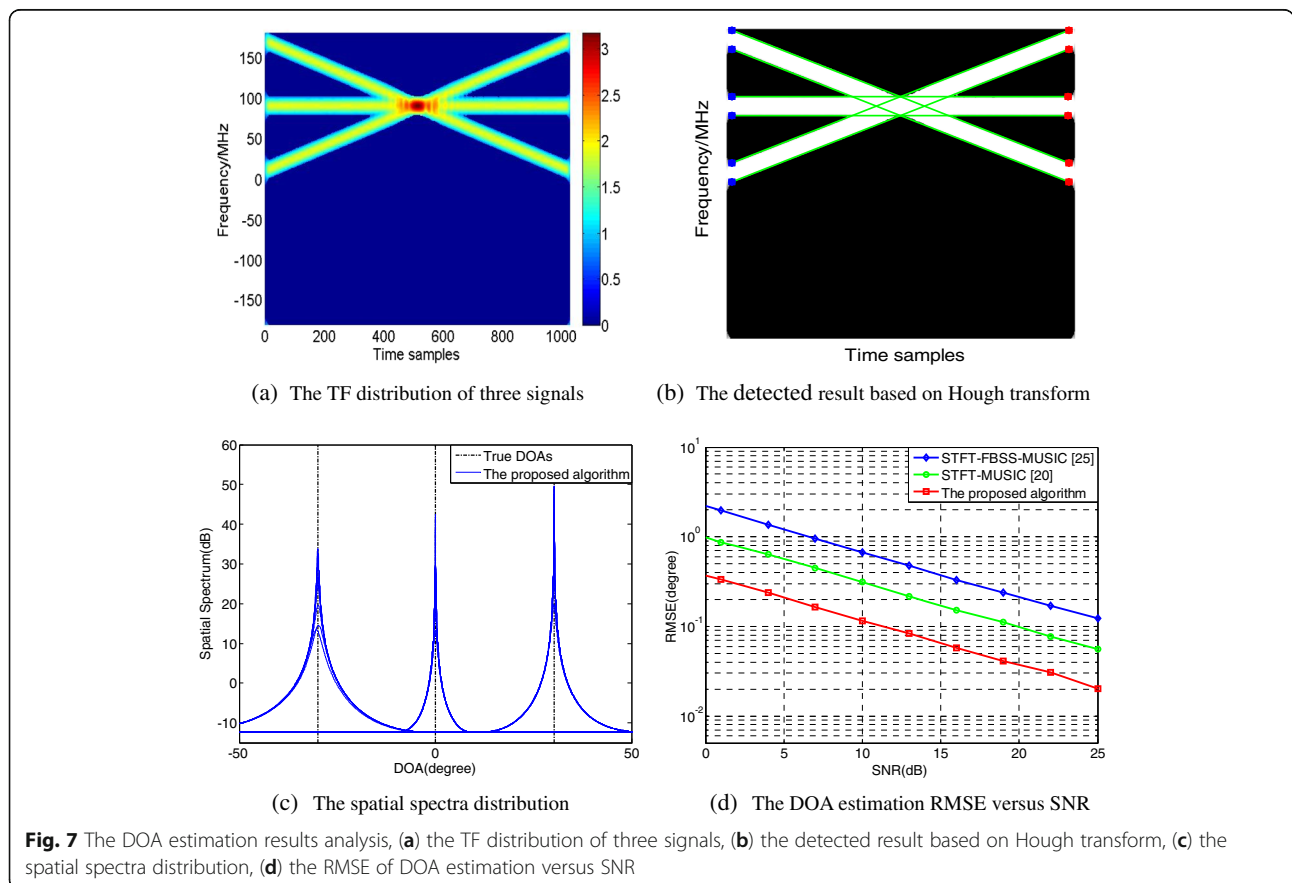 150
100
50
0
-50
-100
-150
Frequency/MHz
0 200 400 600 800 1000
Time samples
3
2.5
2
1.5
1
0.5
0
(a) The TF distribution of three signals
Frequency/MHz
Time samples
(b) The detected result based on Hough transform
60
50
40
30
20
10
0
-10
Spatial Spectrum(dB)
-50 0 50
DOA(degree)
True DOAs
The proposed algorithm
(c) The spatial spectra distribution
10^1
10^0
10^-1
10^-2
RMSE(degree)
0 5 10 15 20 25
SNR(dB)
STFT-FBSS-MUSIC [25]
STFT-MUSIC [20]
The proposed algorithm
(d) The DOA estimation RMSE versus SNR
Fig. 7 The DOA estimation results analysis, (a) the TF distribution of three signals, (b) the detected result based on Hough transform, (c) the
spatial spectra distribution, (d) the RMSE of DOA estimation versus SNR